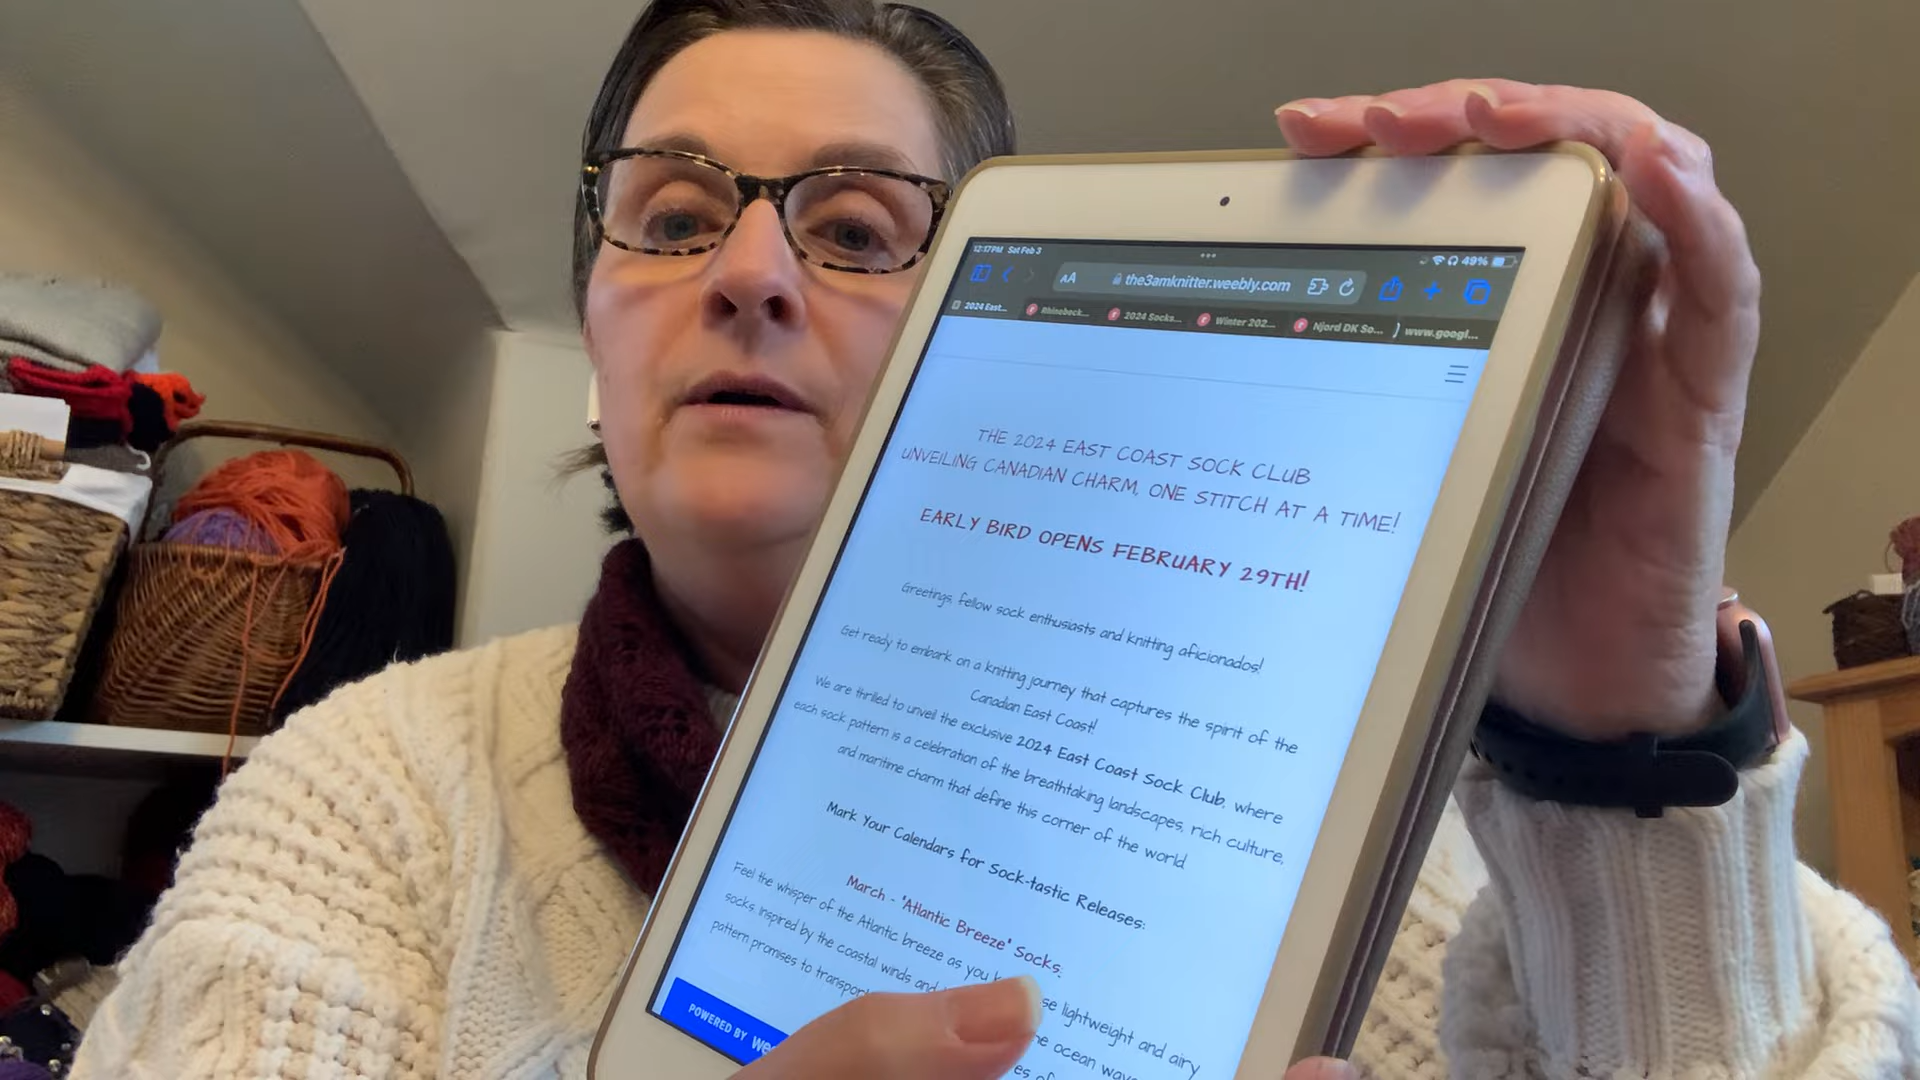 12:17PM Sat Feb 3
49%
AA the3amknitter.weebly.com
2024 East... Rhinebeck... 2024 Socks... Winter 202... Njord DK So... www.googl...
THE 2024 EAST COAST SOCK CLUB
UNVEILING CANADIAN CHARM, ONE STITCH AT A TIME!
EARLY BIRD OPENS FEBRUARY 29TH!
Greetings, fellow sock enthusiasts and knitting aficionados!
Get ready to embark on a knitting journey that captures the spirit of the
Canadian East Coast!
We are thrilled to unveil the exclusive 2024 East Coast Sock Club, where
each sock pattern is a celebration of the breathtaking landscapes, rich culture,
and maritime charm that define this corner of the world.
Mark Your Calendars for Sock-tastic Releases:
March - "Atlantic Breeze" Socks:
Feel the whisper of the Atlantic breeze as you lightweight and airy
socks. Inspired by the coastal winds and ocean
pattern promises to
POWERED BY